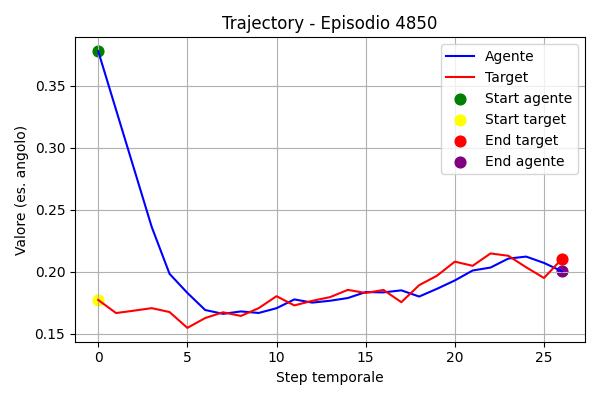 Trajectory - Episodio 4850
Agente
Target
Start agente
Start target
End target
End agente
Valore (es. angolo)
0.35
0.30
0.25
0.20
0.15
0 5 10 15 20 25
Step temporale